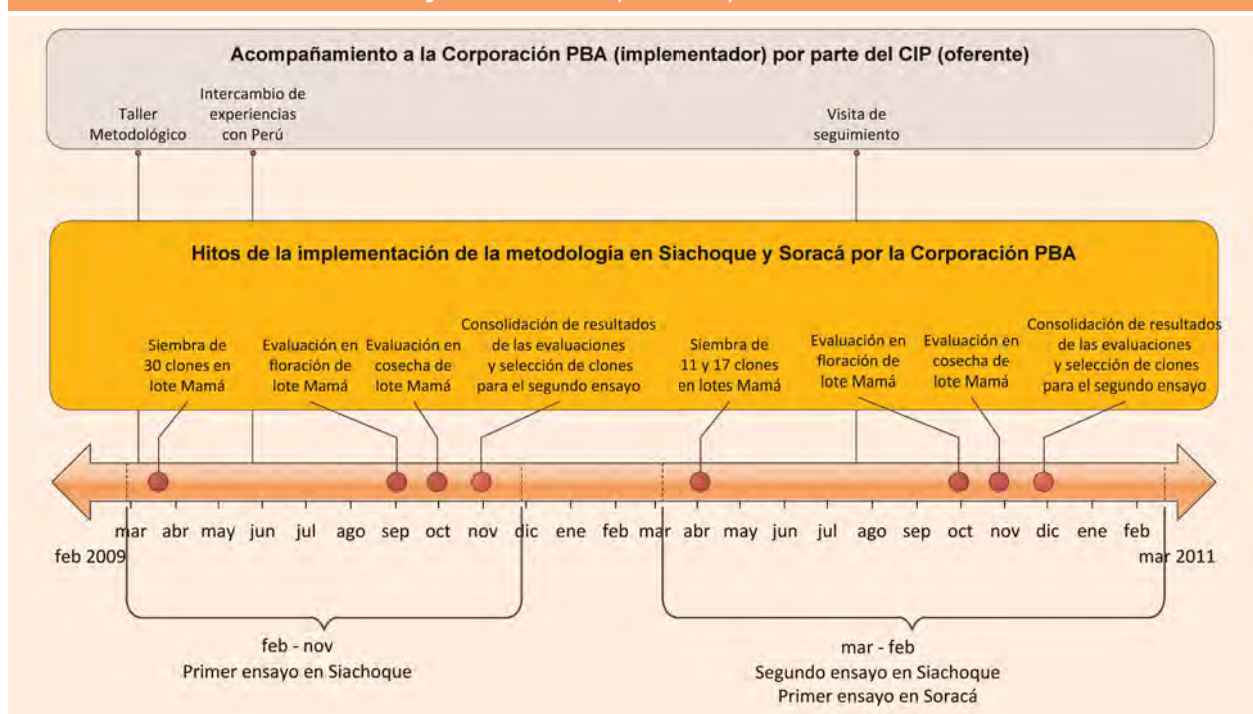 Acompañamiento a la Corporación PBA (implementador) por parte del CIP (oferente)
Taller
Metodológico
Intercambio de
experiencias
con Perú
Visita de
seguimiento
Hitos de la implementación de la metodología en Siachoque y Soracá por la Corporación PBA
Siembra de
30 clones en
lote Mamá
Evaluación en
floración de
lote Mamá
Evaluación en
cosecha de
lote Mamá
Consolidación de resultados
de las evaluaciones
y selección de clones
para el segundo ensayo
Siembra de
11 y 17 clones
en lotes Mamá
Evaluación en
floración de
lote Mamá
Evaluación en
cosecha de
lote Mamá
Consolidación de resultados
de las evaluaciones
y selección de clones
para el segundo ensayo
mar abr may jun jul ago sep oct nov dic ene feb mar abr may jun jul ago sep oct nov dic ene feb
feb 2009 mar 2011
feb - nov
Primer ensayo en Siachoque
mar - feb
Segundo ensayo en Siachoque
Primer ensayo en Soracá